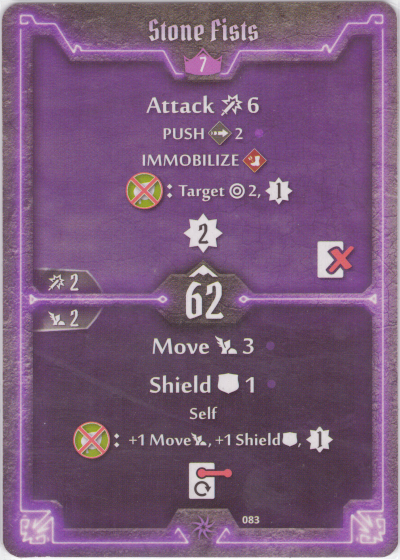 Stone Fists
7
Attack 6
PUSH 2
IMMOBILIZE
: Target 2, 1
2
2
62
2
Move 3
Shield 1
Self
: +1 Move, +1 Shield, 1
083